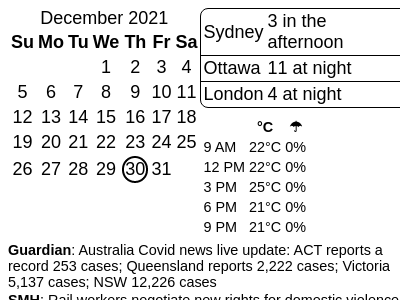 December 2021
Su Mo Tu We Th Fr Sa
1 2 3 4
5 6 7 8 9 10 11
12 13 14 15 16 17 18
19 20 21 22 23 24 25
26 27 28 29 30 31
Sydney 3 in the
afternoon
Ottawa 11 at night
London 4 at night
°C ☂
9 AM 22°C 0%
12 PM 22°C 0%
3 PM 25°C 0%
6 PM 21°C 0%
9 PM 21°C 0%
Guardian: Australia Covid news live update: ACT reports a
record 253 cases; Queensland reports 2,222 cases; Victoria
5,137 cases; NSW 12,226 cases
SMH: Rail workers negotiate new rights for domestic violence